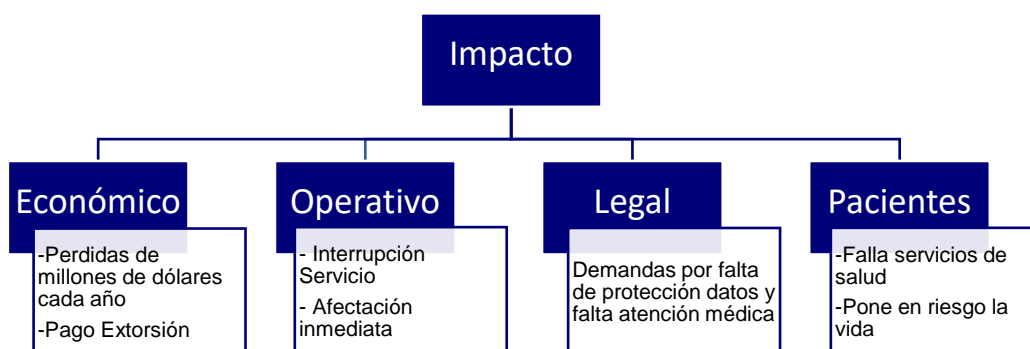 Impacto
Económico
-Perdidas de
millones de dólares
cada año
-Pago Extorsión
Operativo
- Interrupción
Servicio
- Afectación
inmediata
Legal
Demandas por falta
de protección datos y
falta atención médica
Pacientes
-Falla servicios de
salud
-Pone en riesgo la
vida